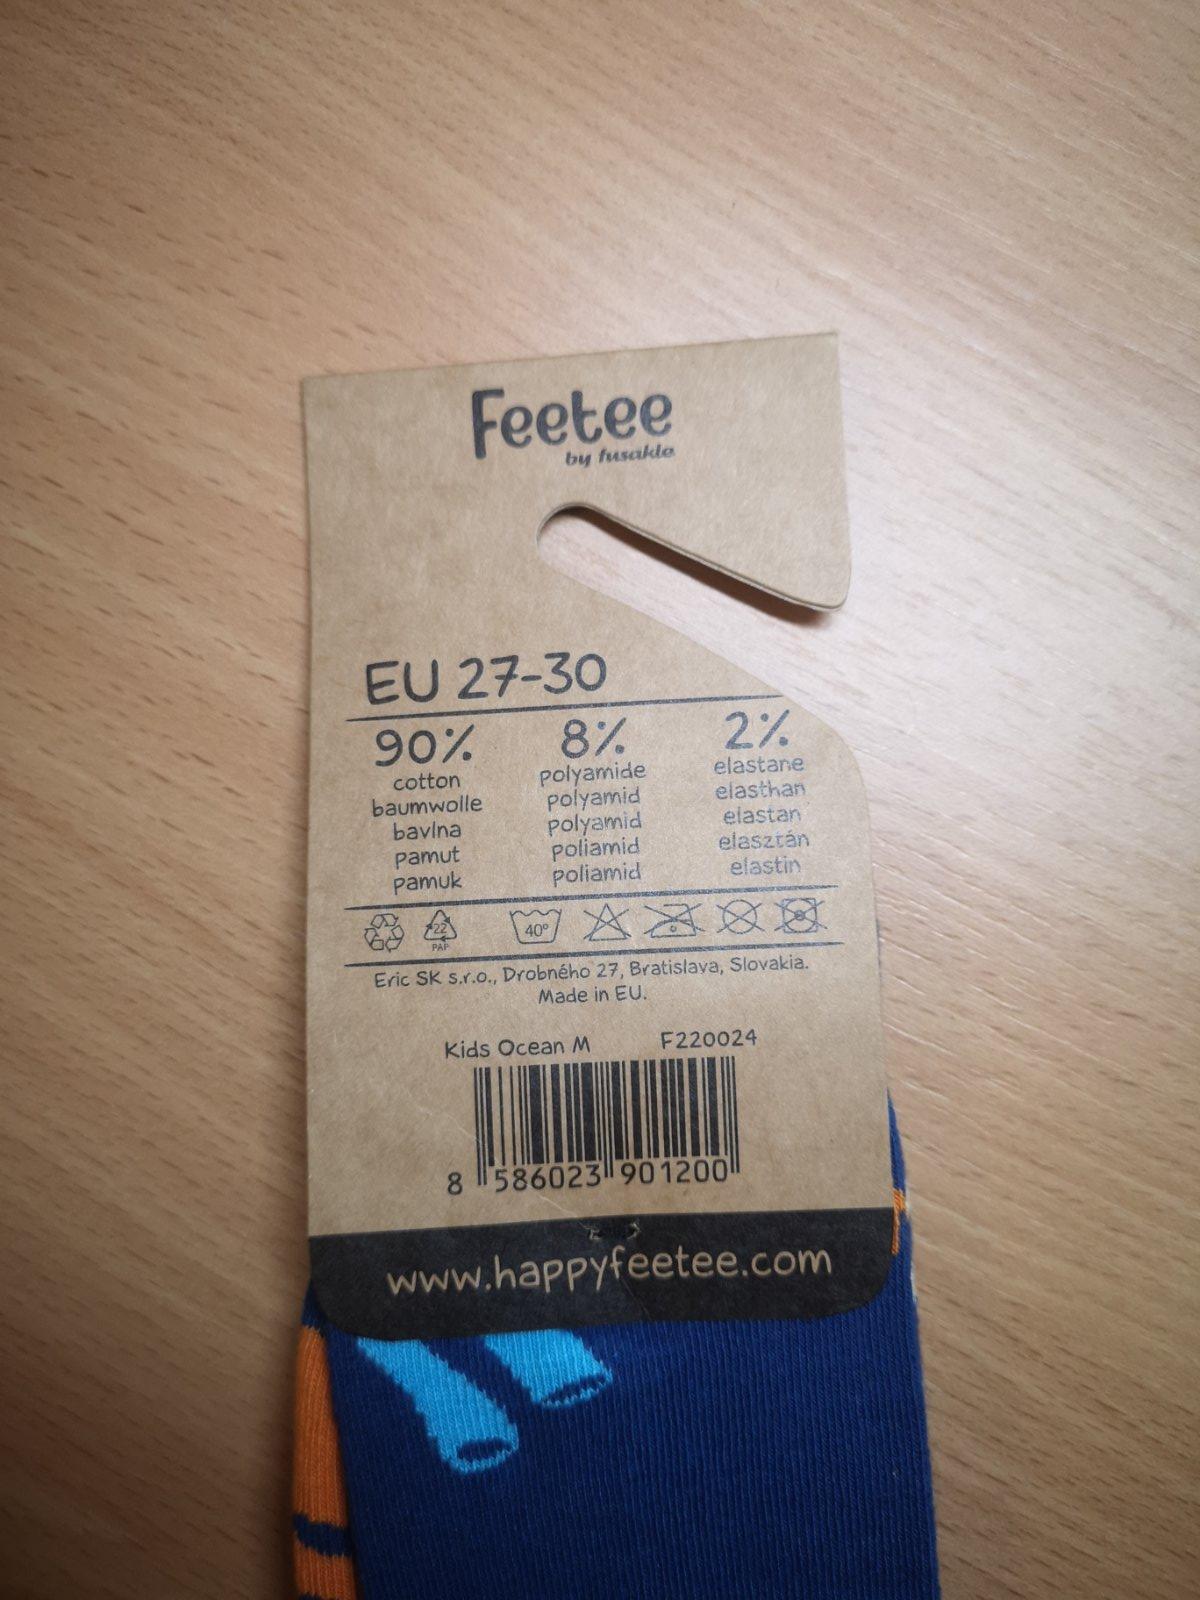 Feetee
by fusakle
EU 27-30
90% 8% 2%
cotton polyamide elastane
baumwolle polyamid elasthan
bavlna polyamid elastan
pamut poliamid elasztán
pamuk poliamid elastin
22
PAP
40°
Eric SK s.r.o., Drobného 27, Bratislava, Slovakia.
Made in EU.
Kids Ocean M F220024
8 586023 901200
www.happyfeetee.com